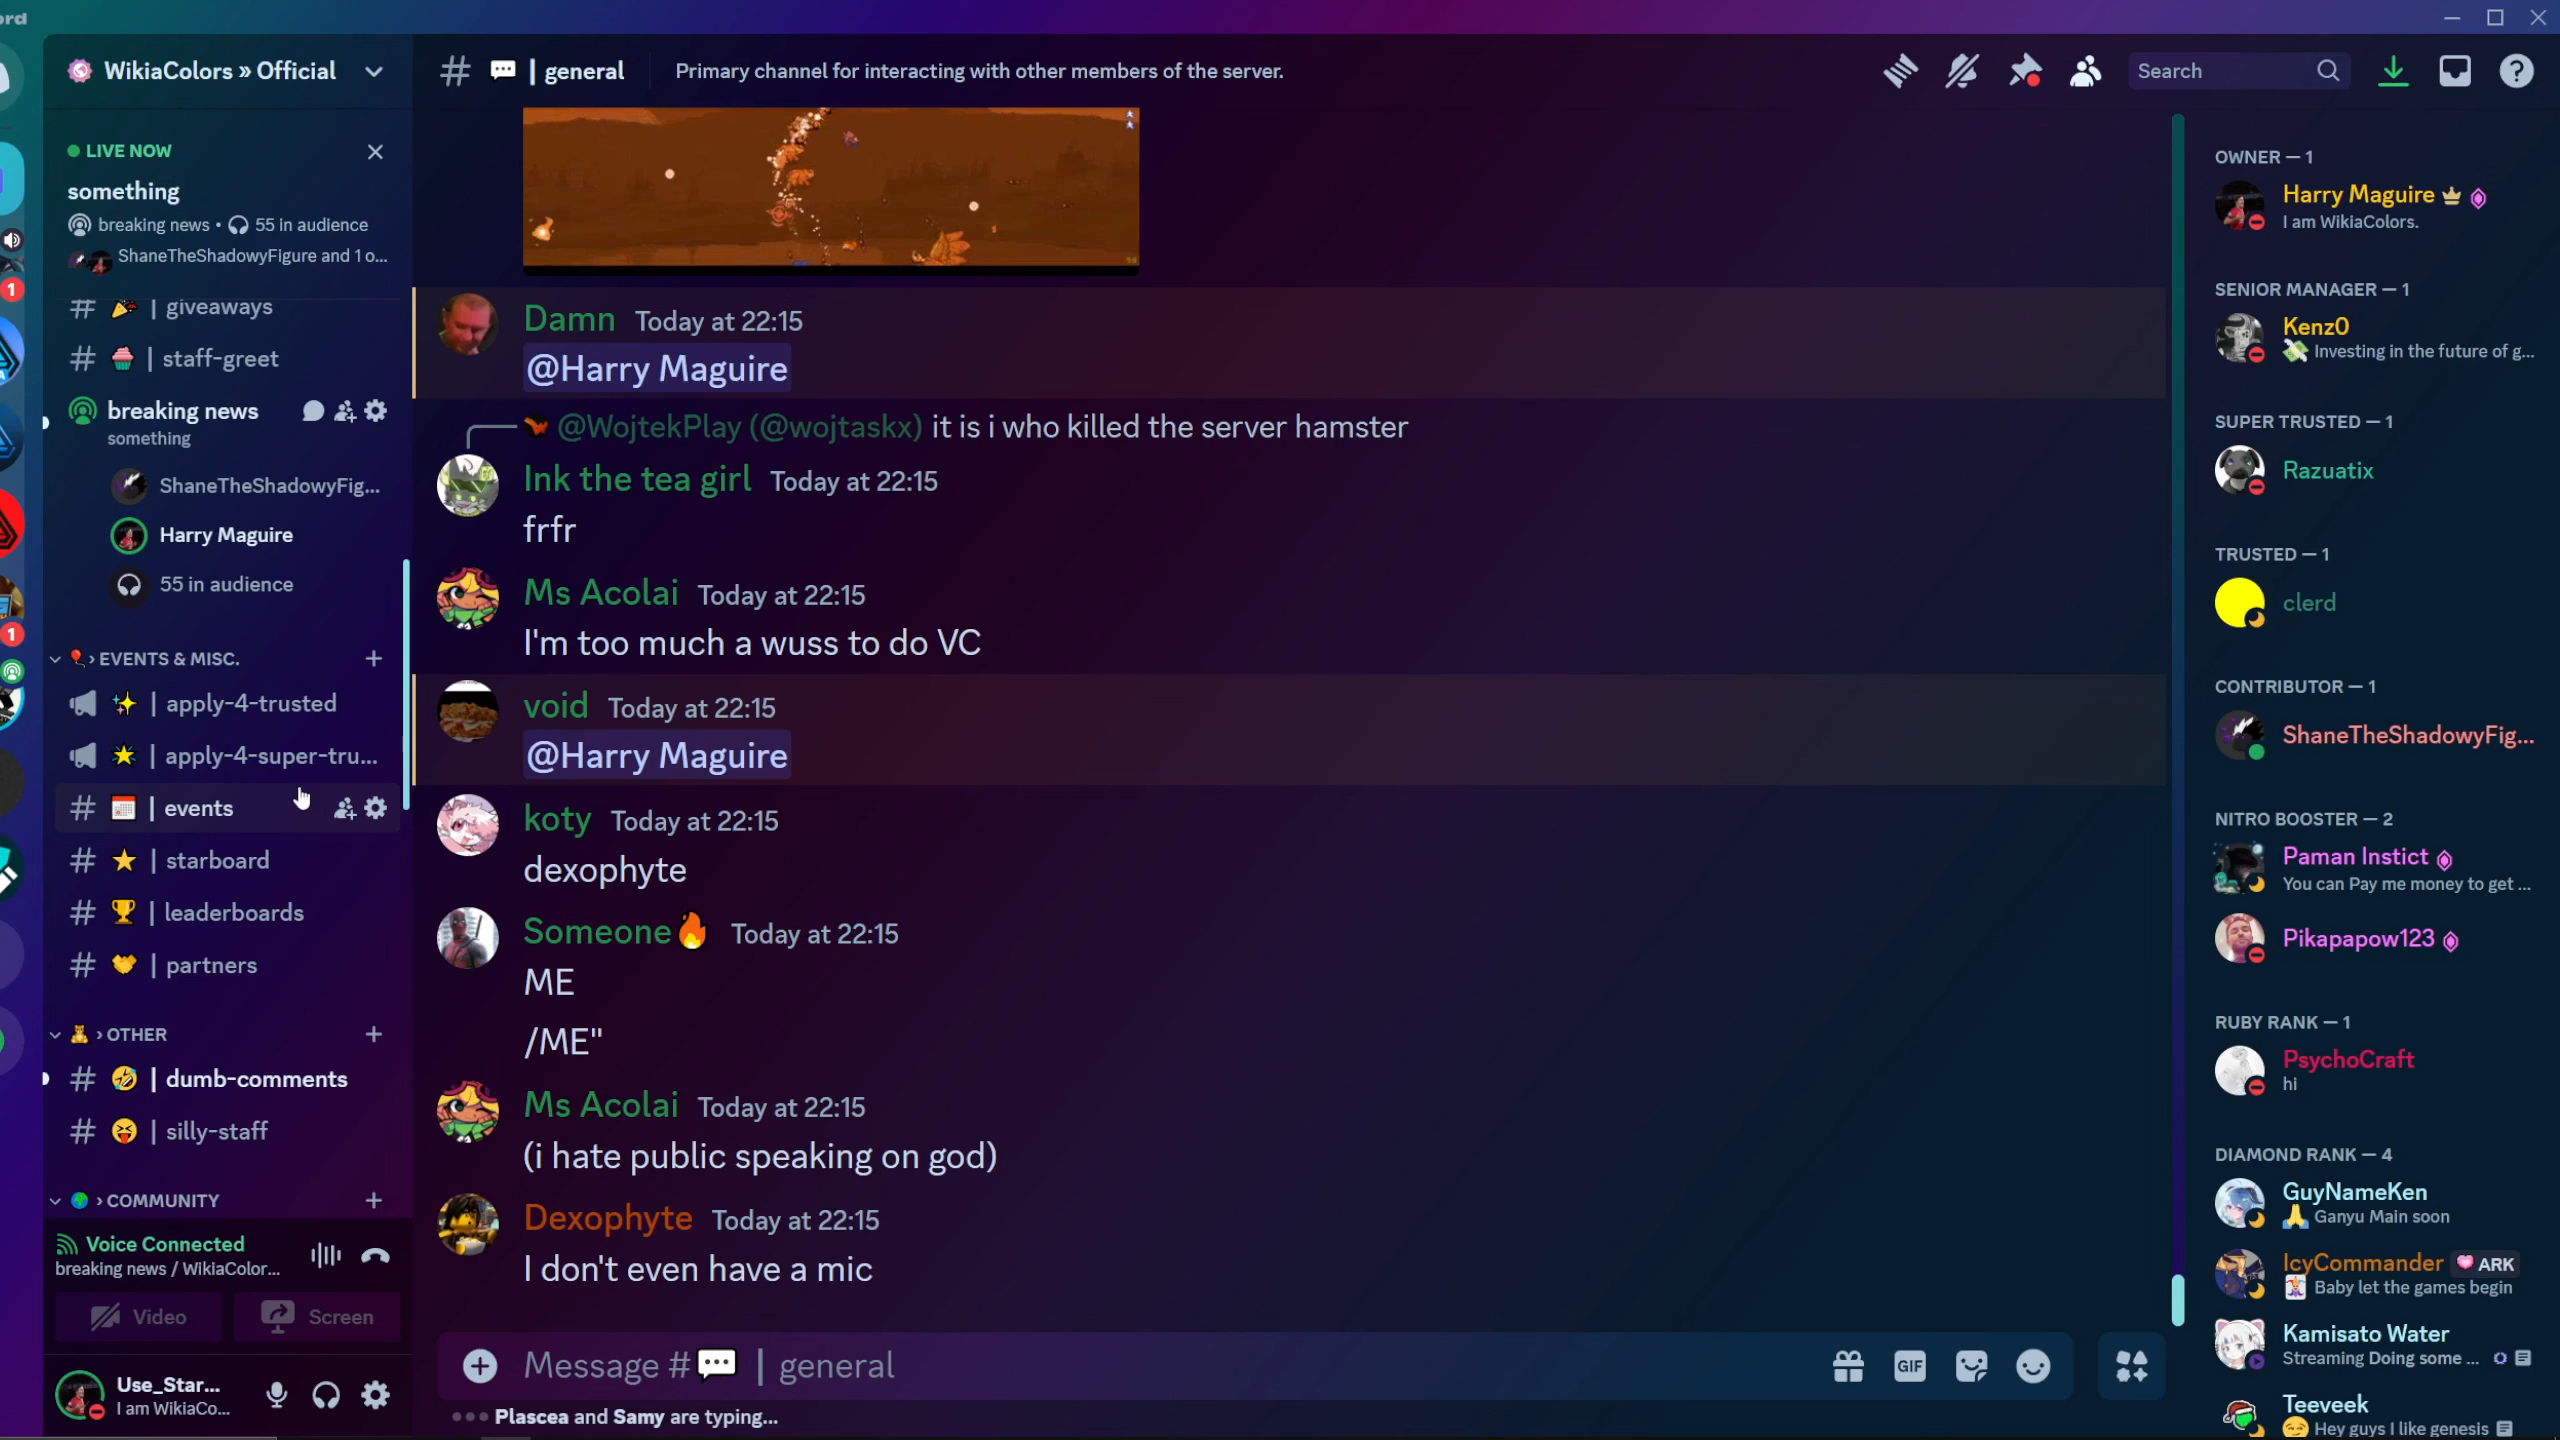 ord
WikiaColors » Official
# 💬 | general
Primary channel for interacting with other members of the server.
Search
LIVE NOW
something
breaking news • 55 in audience
ShaneTheShadowyFigure and 1 o...
# 🎉 | giveaways
# 🧁 | staff-greet
breaking news
something
ShaneTheShadowyFig...
Harry Maguire
55 in audience
🎈› EVENTS & MISC.
✨ | apply-4-trusted
🌟 | apply-4-super-tru...
# 📅 | events
# ⭐ | starboard
# 🏆 | leaderboards
# 🤝 | partners
🧸 › OTHER
# 🤣 | dumb-comments
# 😝 | silly-staff
🌍 › COMMUNITY
Voice Connected
breaking news / WikiaColor...
Video
Screen
Use_Star...
I am WikiaCo...
1
1
Damn Today at 22:15
@Harry Maguire
@WojtekPlay (@wojtaskx) it is i who killed the server hamster
Ink the tea girl Today at 22:15
frfr
Ms Acolai Today at 22:15
I'm too much a wuss to do VC
void Today at 22:15
@Harry Maguire
koty Today at 22:15
dexophyte
Someone🔥 Today at 22:15
ME
/ME"
Ms Acolai Today at 22:15
(i hate public speaking on god)
Dexophyte Today at 22:15
I don't even have a mic
Message #💬 | general
GIF
Plascea and Samy are typing...
OWNER — 1
Harry Maguire
I am WikiaColors.
SENIOR MANAGER — 1
Kenz0
💸 Investing in the future of g...
SUPER TRUSTED — 1
Razuatix
TRUSTED — 1
clerd
CONTRIBUTOR — 1
ShaneTheShadowyFig...
NITRO BOOSTER — 2
Paman Instict
You can Pay me money to get ...
Pikapapow123
RUBY RANK — 1
PsychoCraft
hi
DIAMOND RANK — 4
GuyNameKen
🙏 Ganyu Main soon
IcyCommander ARK
🃏 Baby let the games begin
Kamisato Water
Streaming Doing some ...
Teeveek
😏 Hey guys I like genesis